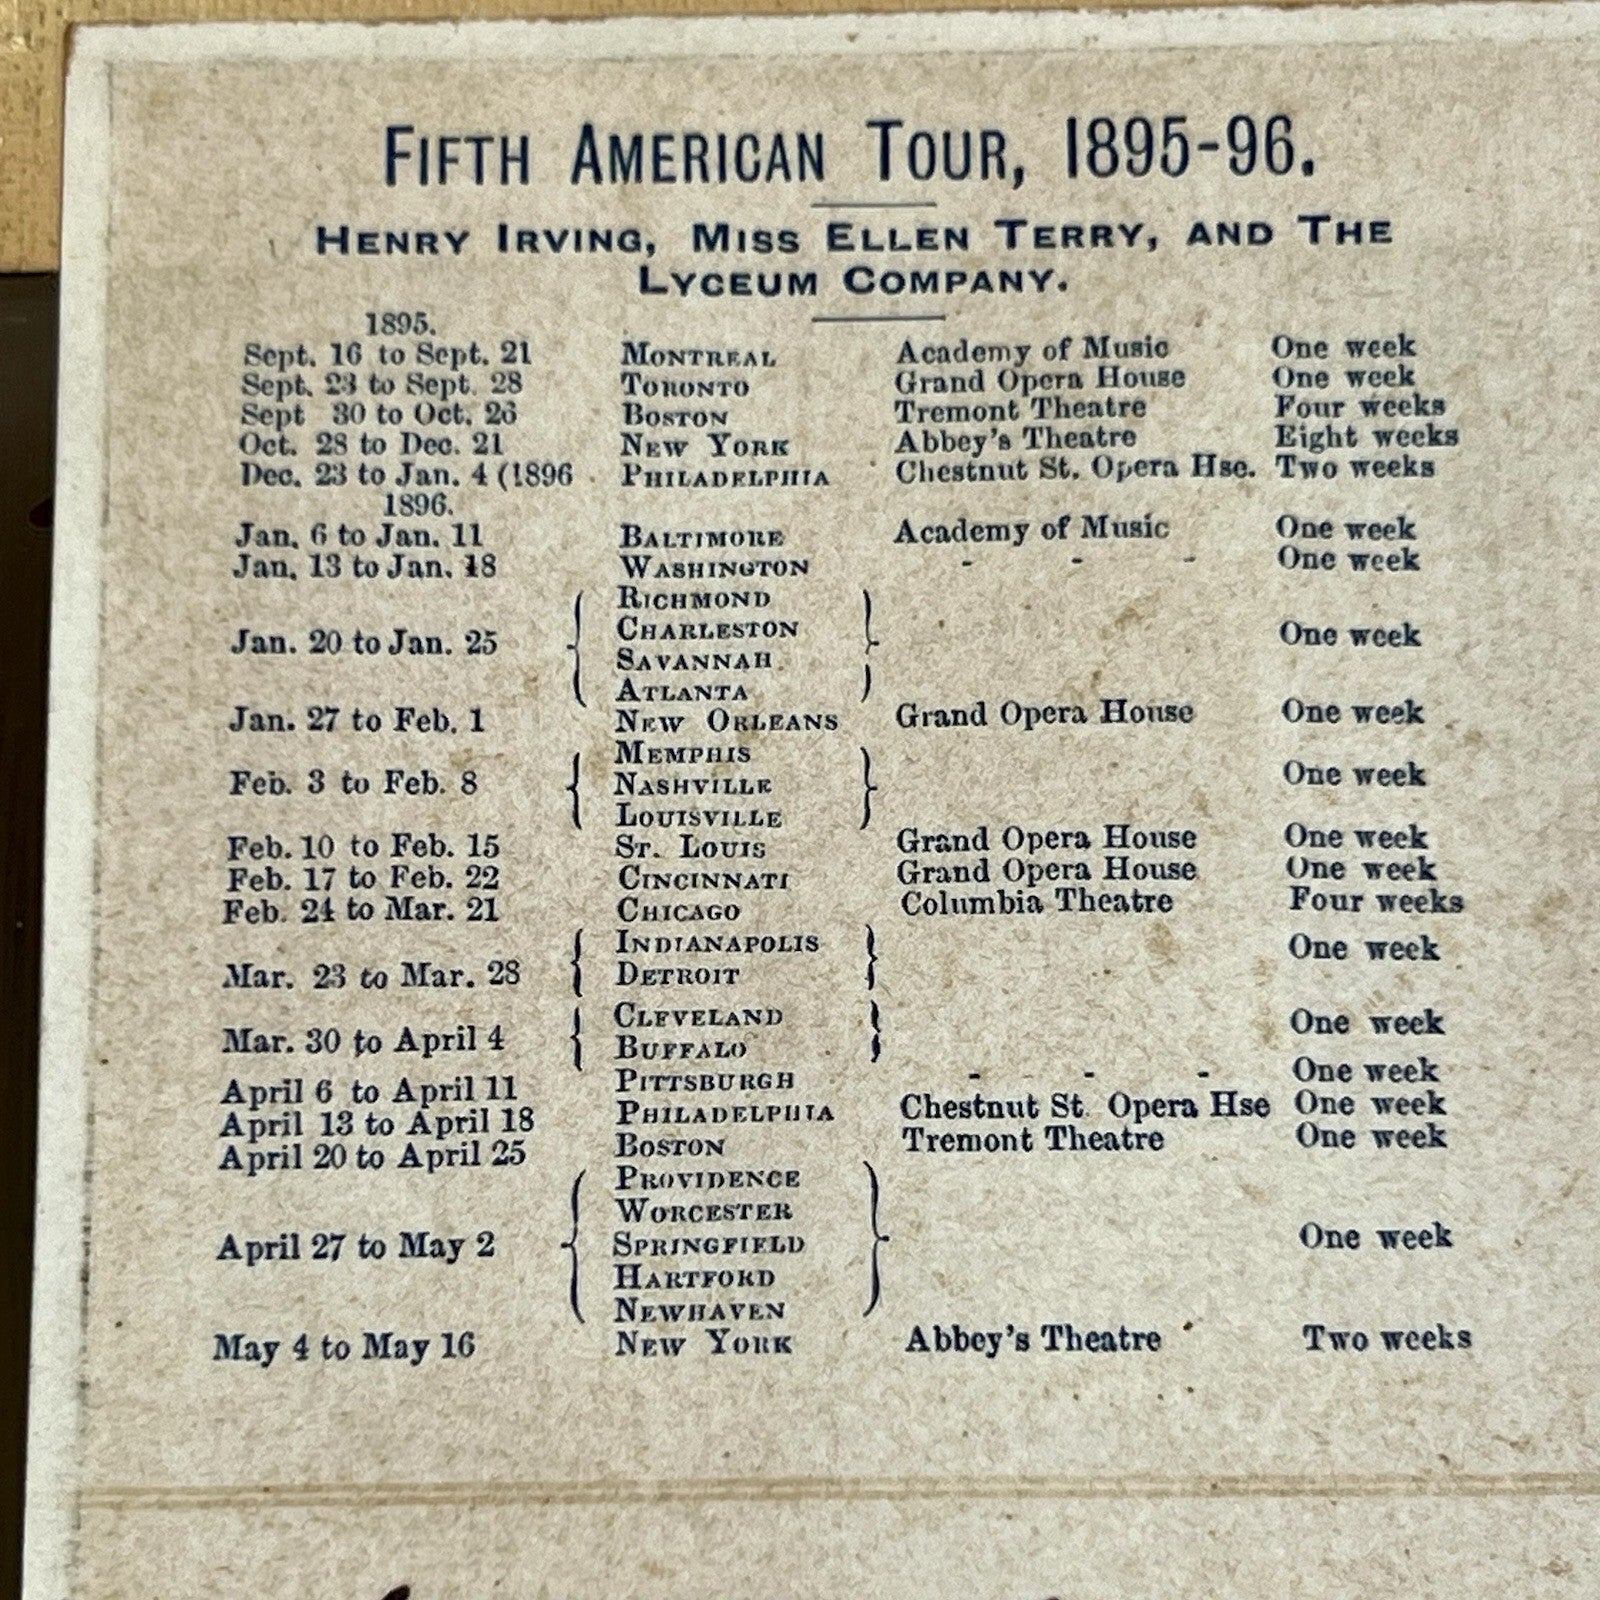 FIFTH AMERICAN TOUR, 1895-96.
HENRY IRVING, MISS ELLEN TERRY, AND THE
LYCEUM COMPANY.
1895.
Sept. 16 to Sept. 21 MONTREAL Academy of Music One week
Sept. 23 to Sept. 28 TORONTO Grand Opera House One week
Sept 30 to Oct. 26 BOSTON Tremont Theatre Four weeks
Oct. 28 to Dec. 21 NEW YORK Abbey's Theatre Eight weeks
Dec. 23 to Jan. 4 (1896 PHILADELPHIA Chestnut St. Opera Hse. Two weeks
1896.
Jan. 6 to Jan. 11 BALTIMORE Academy of Music One week
Jan. 13 to Jan. 18 WASHINGTON - - - One week
RICHMOND
CHARLESTON
Jan. 20 to Jan. 25 One week
SAVANNAH
ATLANTA
Jan. 27 to Feb. 1 NEW ORLEANS Grand Opera House One week
MEMPHIS
Feb. 3 to Feb. 8 NASHVILLE One week
LOUISVILLE
Feb. 10 to Feb. 15 ST. LOUIS Grand Opera House One week
Feb. 17 to Feb. 22 CINCINNATI Grand Opera House One week
Feb. 24 to Mar. 21 CHICAGO Columbia Theatre Four weeks
INDIANAPOLIS One week
Mar. 23 to Mar. 28 DETROIT
CLEVELAND One week
Mar. 30 to April 4 BUFFALO
April 6 to April 11 PITTSBURGH - - - One week
April 13 to April 18 PHILADELPHIA Chestnut St. Opera Hse One week
April 20 to April 25 BOSTON Tremont Theatre One week
PROVIDENCE
WORCESTER
April 27 to May 2 SPRINGFIELD One week
HARTFORD
NEWHAVEN
May 4 to May 16 NEW YORK Abbey's Theatre Two weeks